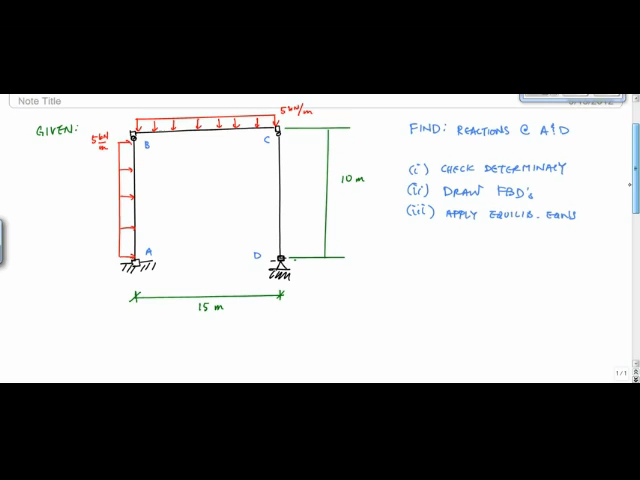 Note Title
GIVEN:
5 kN/m
5 kN/m
B
C
FIND: REACTIONS @ A & D
(i) CHECK DETERMINACY
(ii) DRAW FBD's
(iii) APPLY EQUILIB. EQNS
10 m
A
D
15 m
1/1